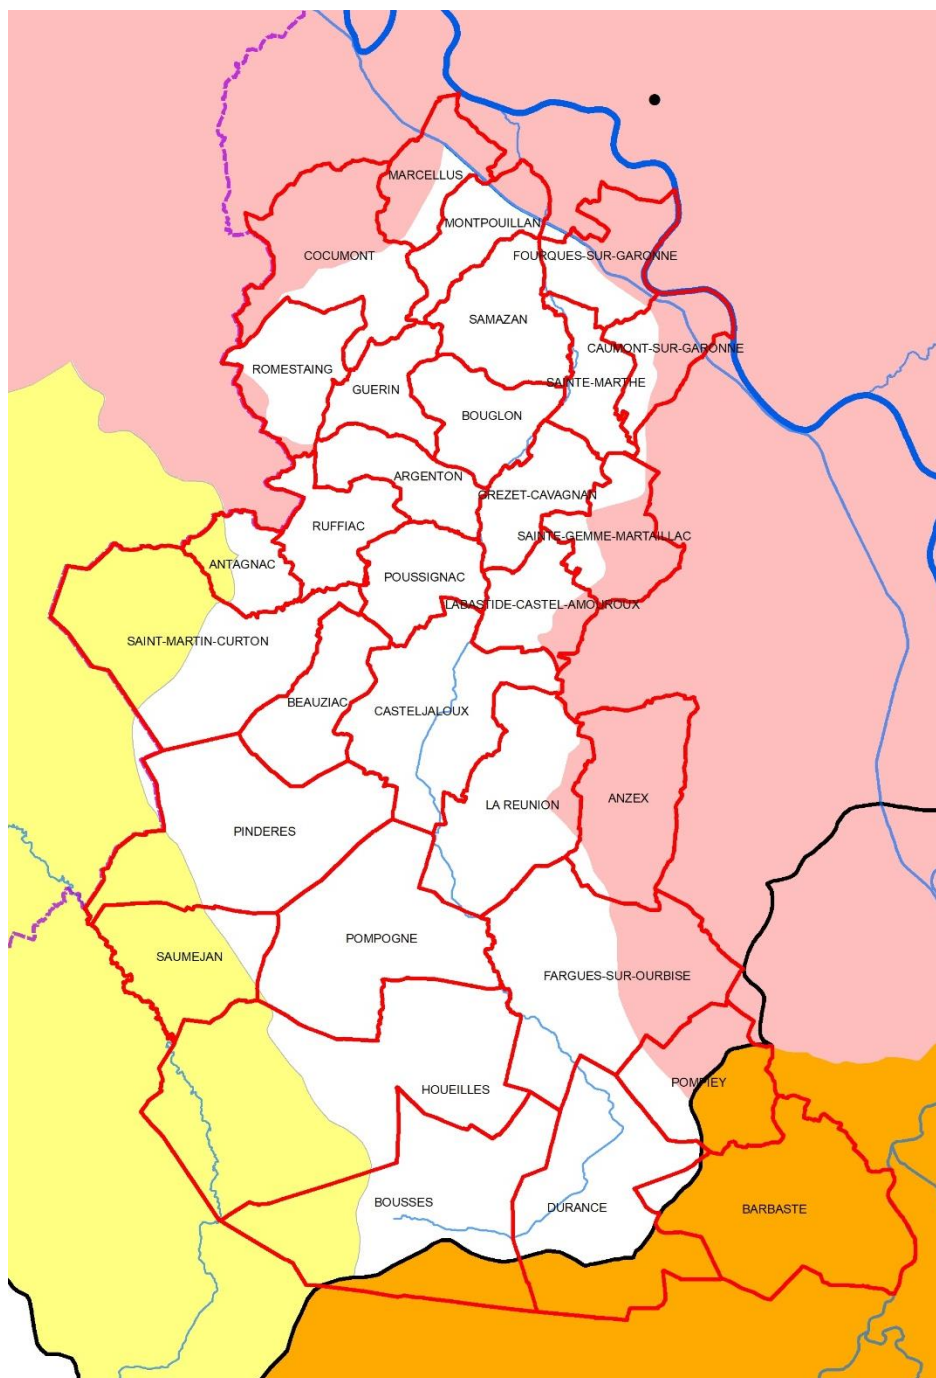 MARCELLUS
MONTPOUILLAN
COCUMONT
FOURQUES-SUR-GARONNE
SAMAZAN
CAUMONT-SUR-GARONNE
ROMESTAING
GUERIN
SAINTE-MARTHE
BOUGLON
ARGENTON
GREZET-CAVAGNAN
RUFFIAC
SAINTE-GEMME-MARTAILLAC
ANTAGNAC
POUSSIGNAC
LABASTIDE-CASTEL-AMOUROUX
SAINT-MARTIN-CURTON
BEAUZIAC
CASTELJALOUX
LA REUNION
ANZEX
PINDERES
POMPOGNE
SAUMEJAN
FARGUES-SUR-OURBISE
POMPIEY
HOUEILLES
BOUSSES
DURANCE
BARBASTE